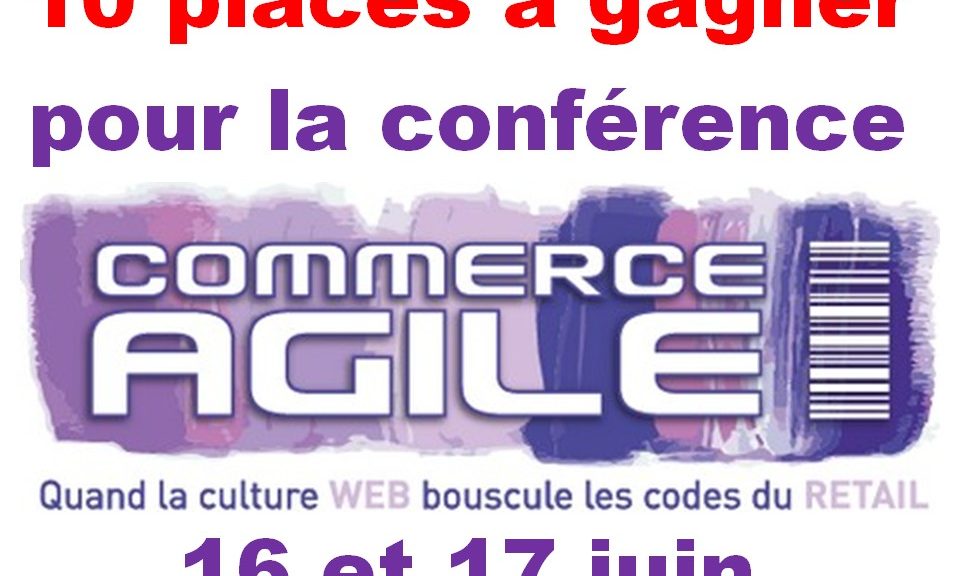 10 places à gagner
pour la conférence
COMMERCE
AGILE
Quand la culture WEB bouscule les codes du RETAIL
16 et 17 juin